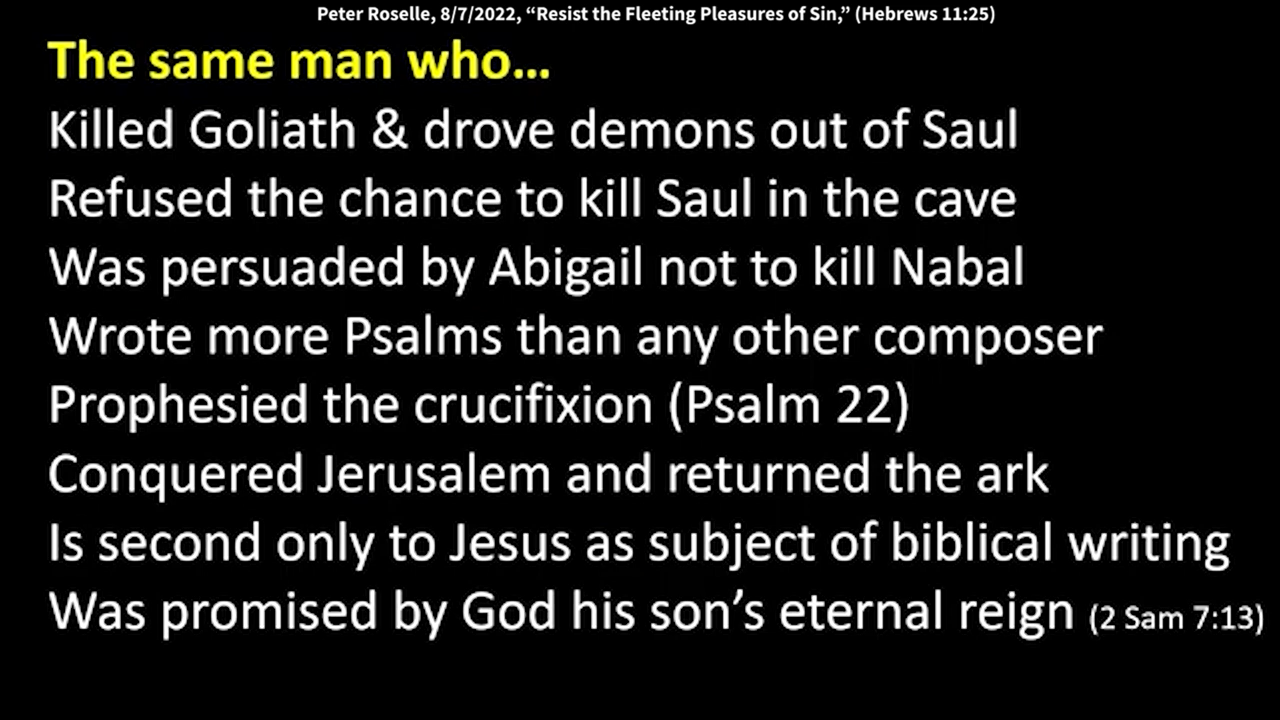 Peter Roselle, 8/7/2022, “Resist the Fleeting Pleasures of Sin,” (Hebrews 11:25)
The same man who...
Killed Goliath & drove demons out of Saul
Refused the chance to kill Saul in the cave
Was persuaded by Abigail not to kill Nabal
Wrote more Psalms than any other composer
Prophesied the crucifixion (Psalm 22)
Conquered Jerusalem and returned the ark
Is second only to Jesus as subject of biblical writing
Was promised by God his son’s eternal reign (2 Sam 7:13)